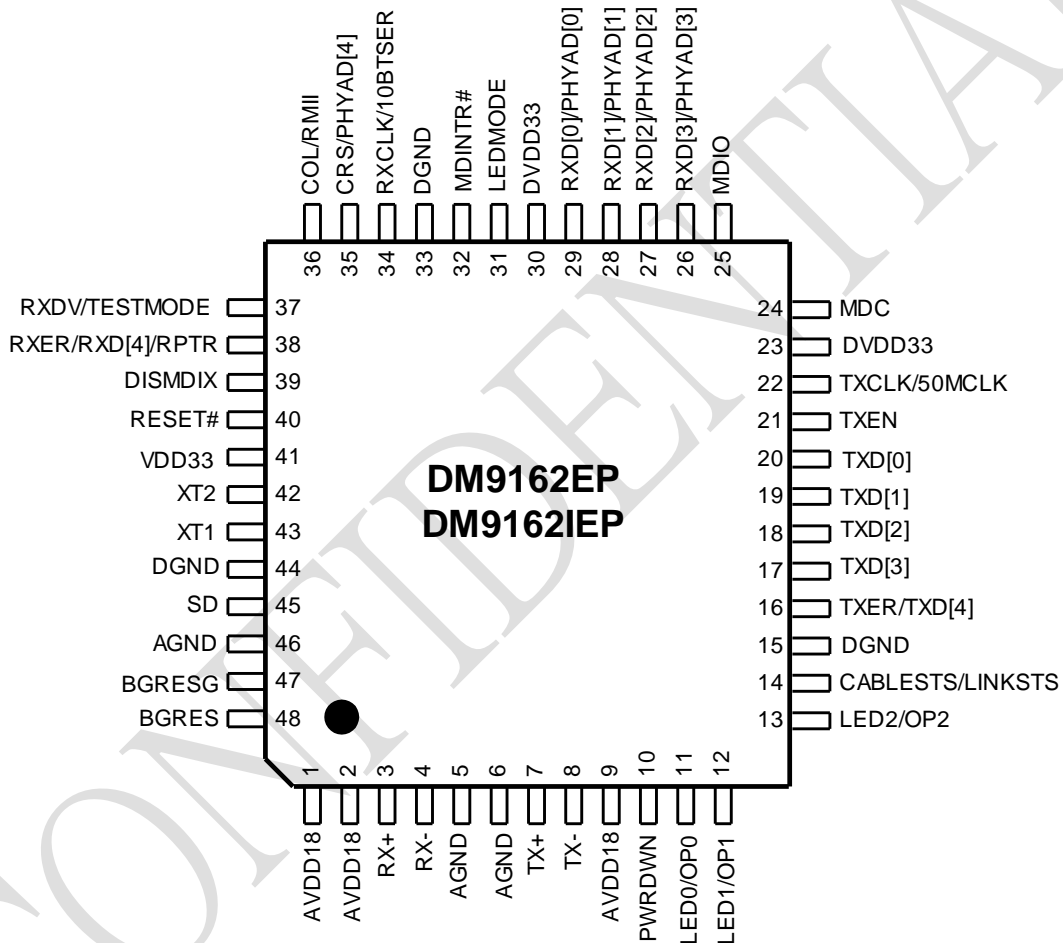 COL/RMII
CRS/PHYAD[4]
RXCLK/10BTSER
DGND
MDINTR#
LEDMODE
DVDD33
RXD[0]/PHYAD[0]
RXD[1]/PHYAD[1]
RXD[2]/PHYAD[2]
RXD[3]/PHYAD[3]
MDIO
36
35
34
33
32
31
30
29
28
27
26
25
RXDV/TESTMODE 37
RXER/RXD[4]/RPTR 38
DISMDIX 39
RESET# 40
VDD33 41
XT2 42
XT1 43
DGND 44
SD 45
AGND 46
BGRESG 47
BGRES 48
DM9162EP
DM9162IEP
24 MDC
23 DVDD33
22 TXCLK/50MCLK
21 TXEN
20 TXD[0]
19 TXD[1]
18 TXD[2]
17 TXD[3]
16 TXER/TXD[4]
15 DGND
14 CABLESTS/LINKSTS
13 LED2/OP2
1
2
3
4
5
6
7
8
9
10
11
12
AVDD18
AVDD18
RX+
RX-
AGND
AGND
TX+
TX-
AVDD18
PWRDWN
LED0/OP0
LED1/OP1
CONFIDENTIAL